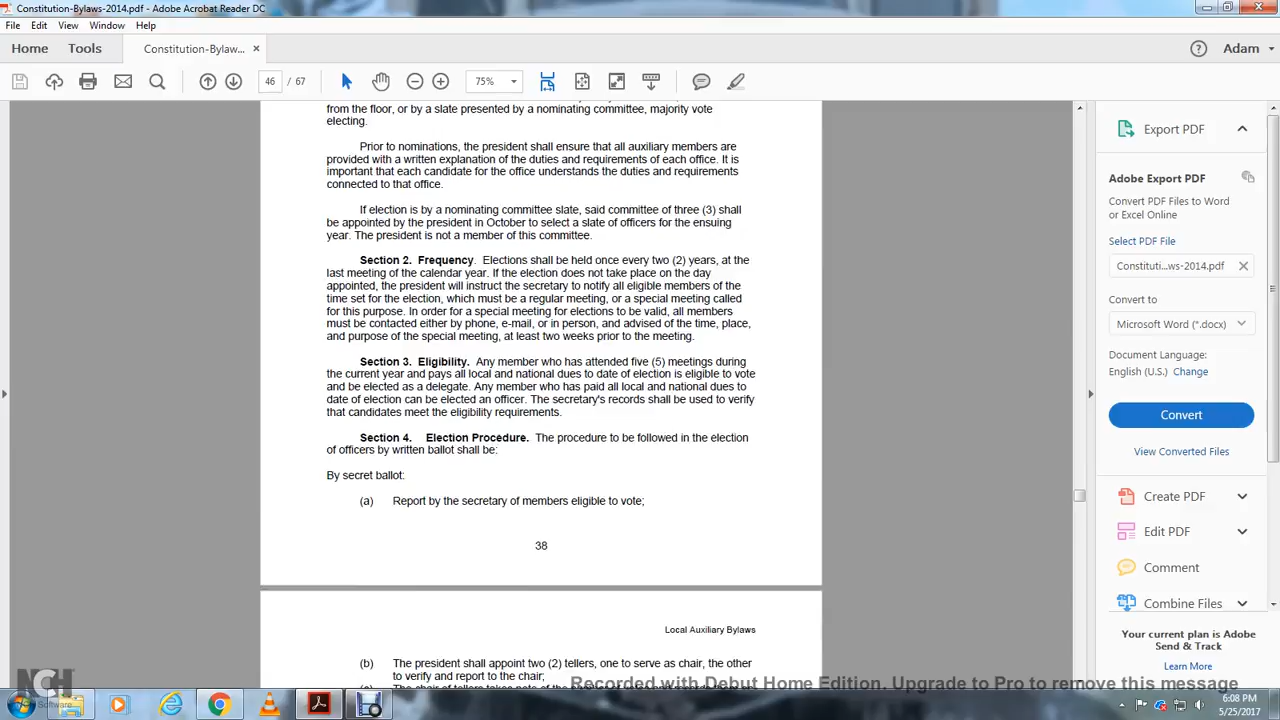 Constitution-Bylaws-2014.pdf - Adobe Acrobat Reader DC
File Edit View Window Help
Home Tools Constitution-Bylaw... × Adam
46 / 67 75%
from the floor, or by a slate presented by a nominating committee, majority vote
electing.
Prior to nominations, the president shall ensure that all auxiliary members are
provided with a written explanation of the duties and requirements of each office. It is
important that each candidate for the office understands the duties and requirements
connected to that office.
If election is by a nominating committee slate, said committee of three (3) shall
be appointed by the president in October to select a slate of officers for the ensuing
year. The president is not a member of this committee.
Section 2. Frequency. Elections shall be held once every two (2) years, at the
last meeting of the calendar year. If the election does not take place on the day
appointed, the president will instruct the secretary to notify all eligible members of the
time set for the election, which must be a regular meeting, or a special meeting called
for this purpose. In order for a special meeting for elections to be valid, all members
must be contacted either by phone, e-mail, or in person, and advised of the time, place,
and purpose of the special meeting, at least two weeks prior to the meeting.
Section 3. Eligibility. Any member who has attended five (5) meetings during
the current year and pays all local and national dues to date of election is eligible to vote
and be elected as a delegate. Any member who has paid all local and national dues to
date of election can be elected an officer. The secretary's records shall be used to verify
that candidates meet the eligibility requirements.
Section 4. Election Procedure. The procedure to be followed in the election
of officers by written ballot shall be:
By secret ballot:
(a) Report by the secretary of members eligible to vote;
38
Local Auxiliary Bylaws
(b) The president shall appoint two (2) tellers, one to serve as chair, the other
to verify and report to the chair;
Export PDF
Adobe Export PDF
Convert PDF Files to Word
or Excel Online
Select PDF File
Constituti...ws-2014.pdf
Convert to
Microsoft Word (*.docx)
Document Language:
English (U.S.) Change
Convert
View Converted Files
Create PDF
Edit PDF
Comment
Combine Files
Your current plan is Adobe
Send & Track
Learn More
Recorded with Debut Home Edition. Upgrade to Pro to remove this message
NCH
Software
6:08 PM
5/25/2017